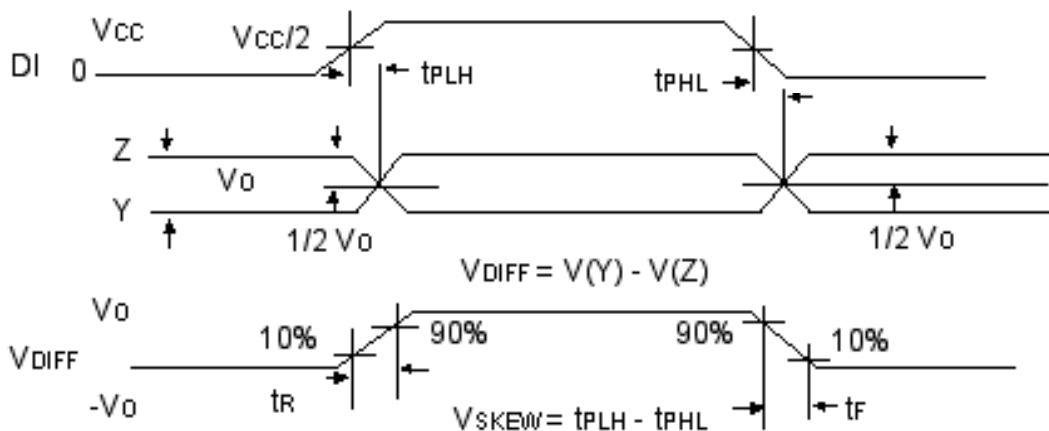 VCC
VCC/2
DI 0
tPLH
tPHL
Z
VO
Y
1/2 VO
1/2 VO
VDIFF = V(Y) - V(Z)
VO
10%
90%
90%
10%
VDIFF
-VO
tR
VSKEW = tPLH - tPHL
tF